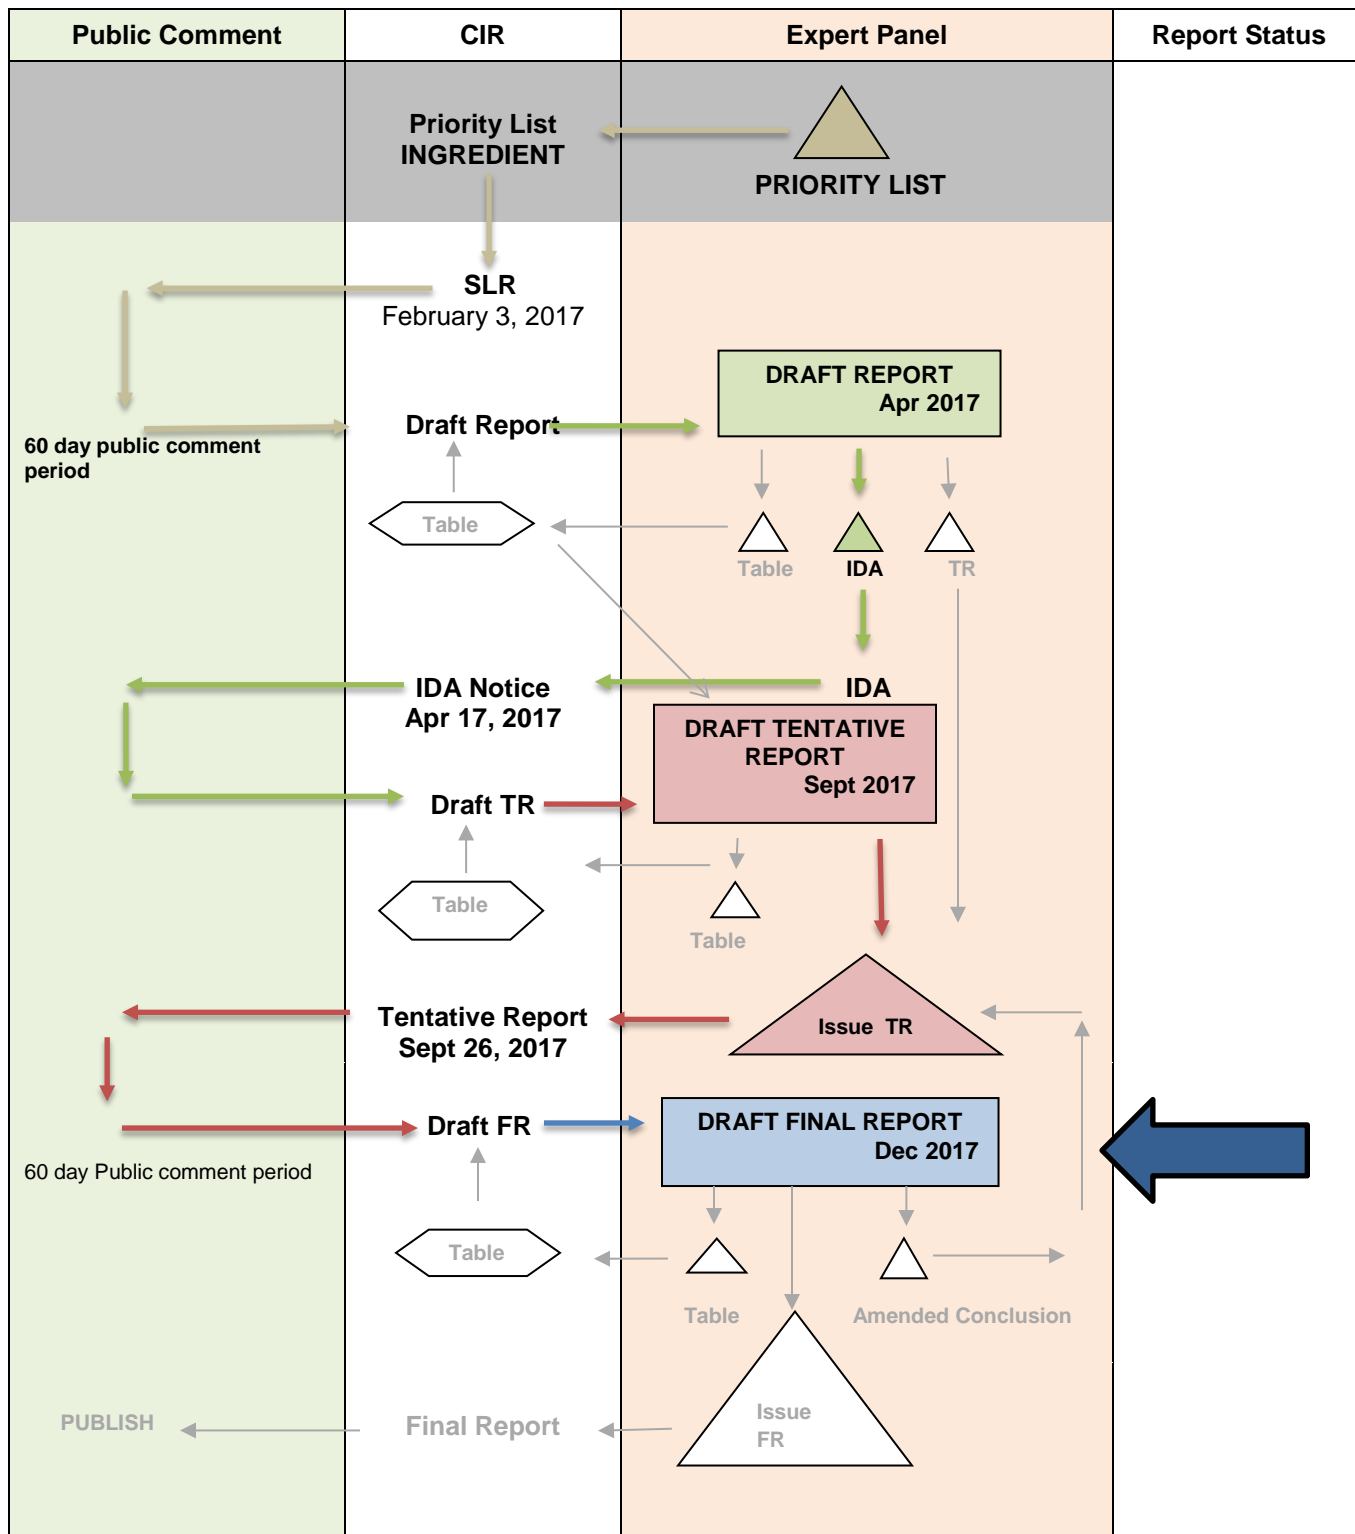 Public Comment
CIR
Expert Panel
Report Status
Priority List
INGREDIENT
PRIORITY LIST
SLR
February 3, 2017
DRAFT REPORT
Apr 2017
60 day public comment
period
Draft Report
Table
Table
IDA
TR
IDA Notice
Apr 17, 2017
IDA
DRAFT TENTATIVE
REPORT
Sept 2017
Draft TR
Table
Table
Tentative Report
Sept 26, 2017
Issue TR
Draft FR
DRAFT FINAL REPORT
Dec 2017
60 day Public comment period
Table
Table
Amended Conclusion
PUBLISH
Final Report
Issue
FR